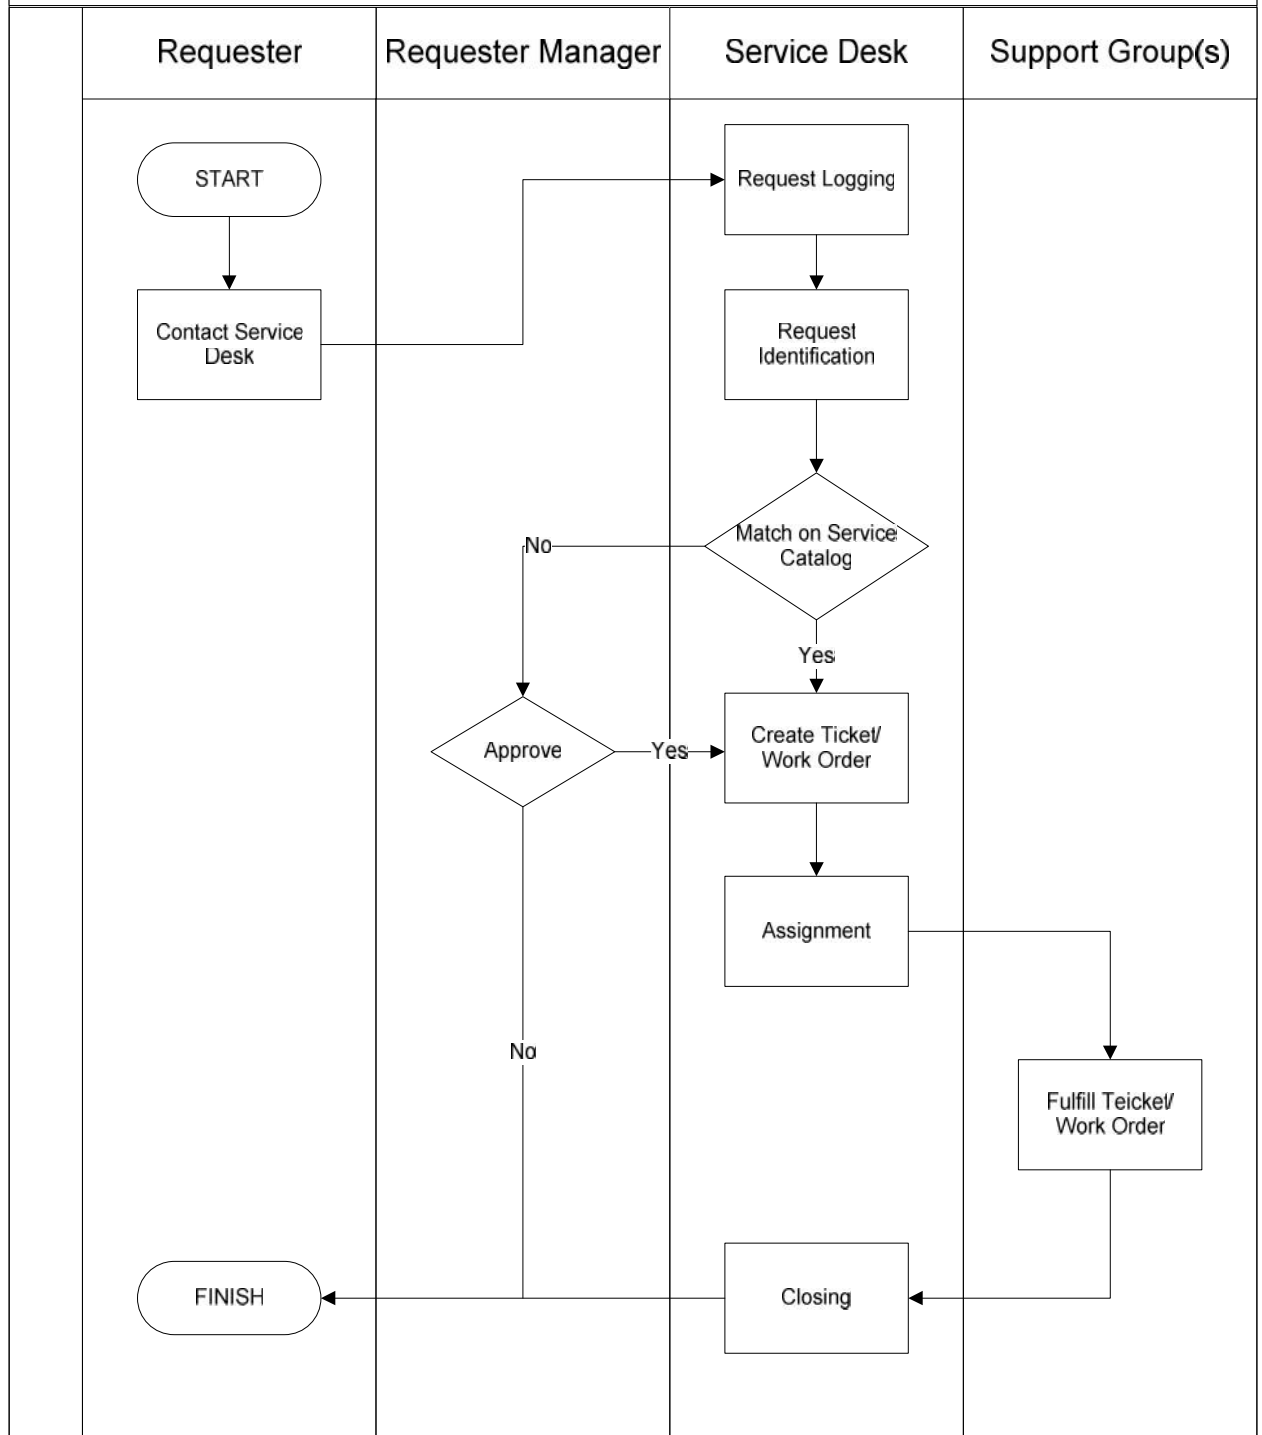 Requester
Requester Manager
Service Desk
Support Group(s)
START
Request Logging
Contact Service
Desk
Request
Identification
Match on Service
Catalog
No
Yes
Approve
Yes
Create Ticket/
Work Order
Assignment
No
Fulfill Teicket/
Work Order
FINISH
Closing